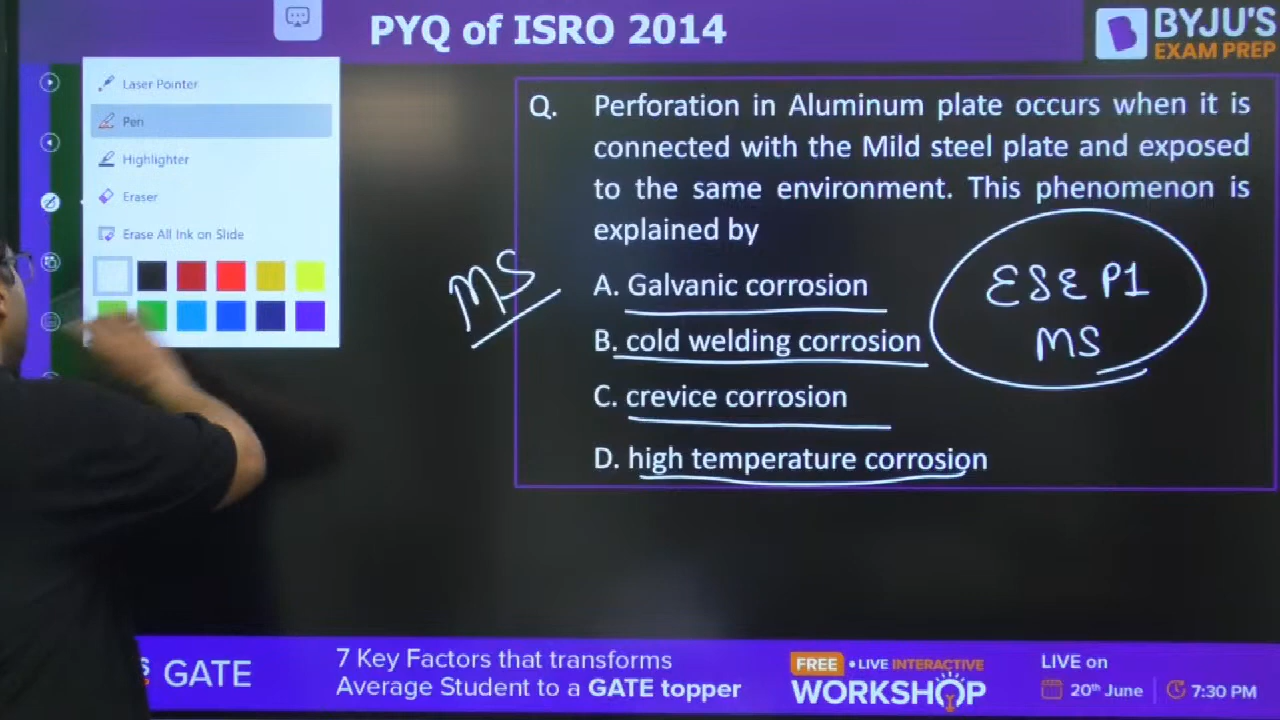 PYQ of ISRO 2014
BYJU'S
EXAM PREP
Laser Pointer
Pen
Highlighter
Eraser
Erase All Ink on Slide
Q. Perforation in Aluminum plate occurs when it is
connected with the Mild steel plate and exposed
to the same environment. This phenomenon is
explained by
MS
A. Galvanic corrosion
B. cold welding corrosion
C. crevice corrosion
D. high temperature corrosion
ESE P1
MS
GATE
7 Key Factors that transforms
Average Student to a GATE topper
FREE • LIVE INTERACTIVE
WORKSHOP
LIVE on
20th June | 7:30 PM